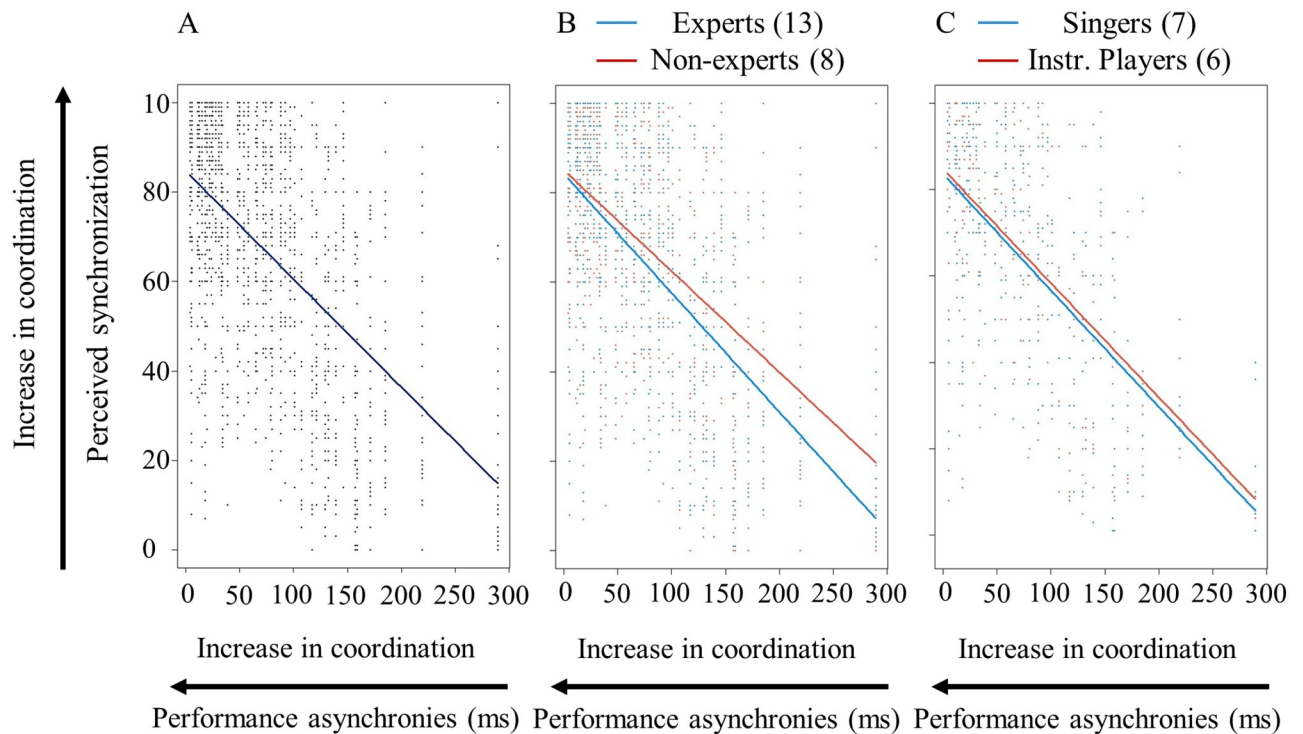 A
B
Experts (13)
Non-experts (8)
C
Singers (7)
Instr. Players (6)
Increase in coordination
Perceived synchronization
10
80
60
40
20
0
0 50 100 150 200 250 300
0 50 100 150 200 250 300
0 50 100 150 200 250 300
Increase in coordination
Increase in coordination
Increase in coordination
Performance asynchronies (ms)
Performance asynchronies (ms)
Performance asynchronies (ms)